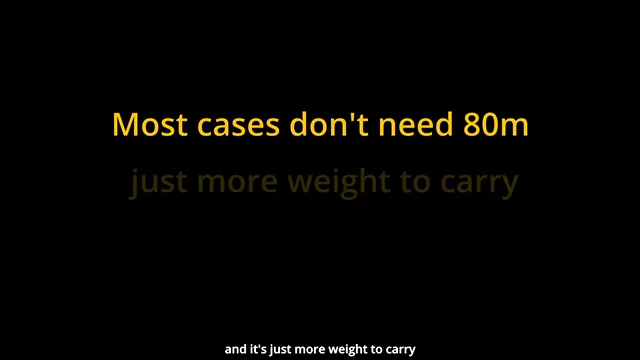 Most cases don't need 80m
just more weight to carry
and it's just more weight to carry